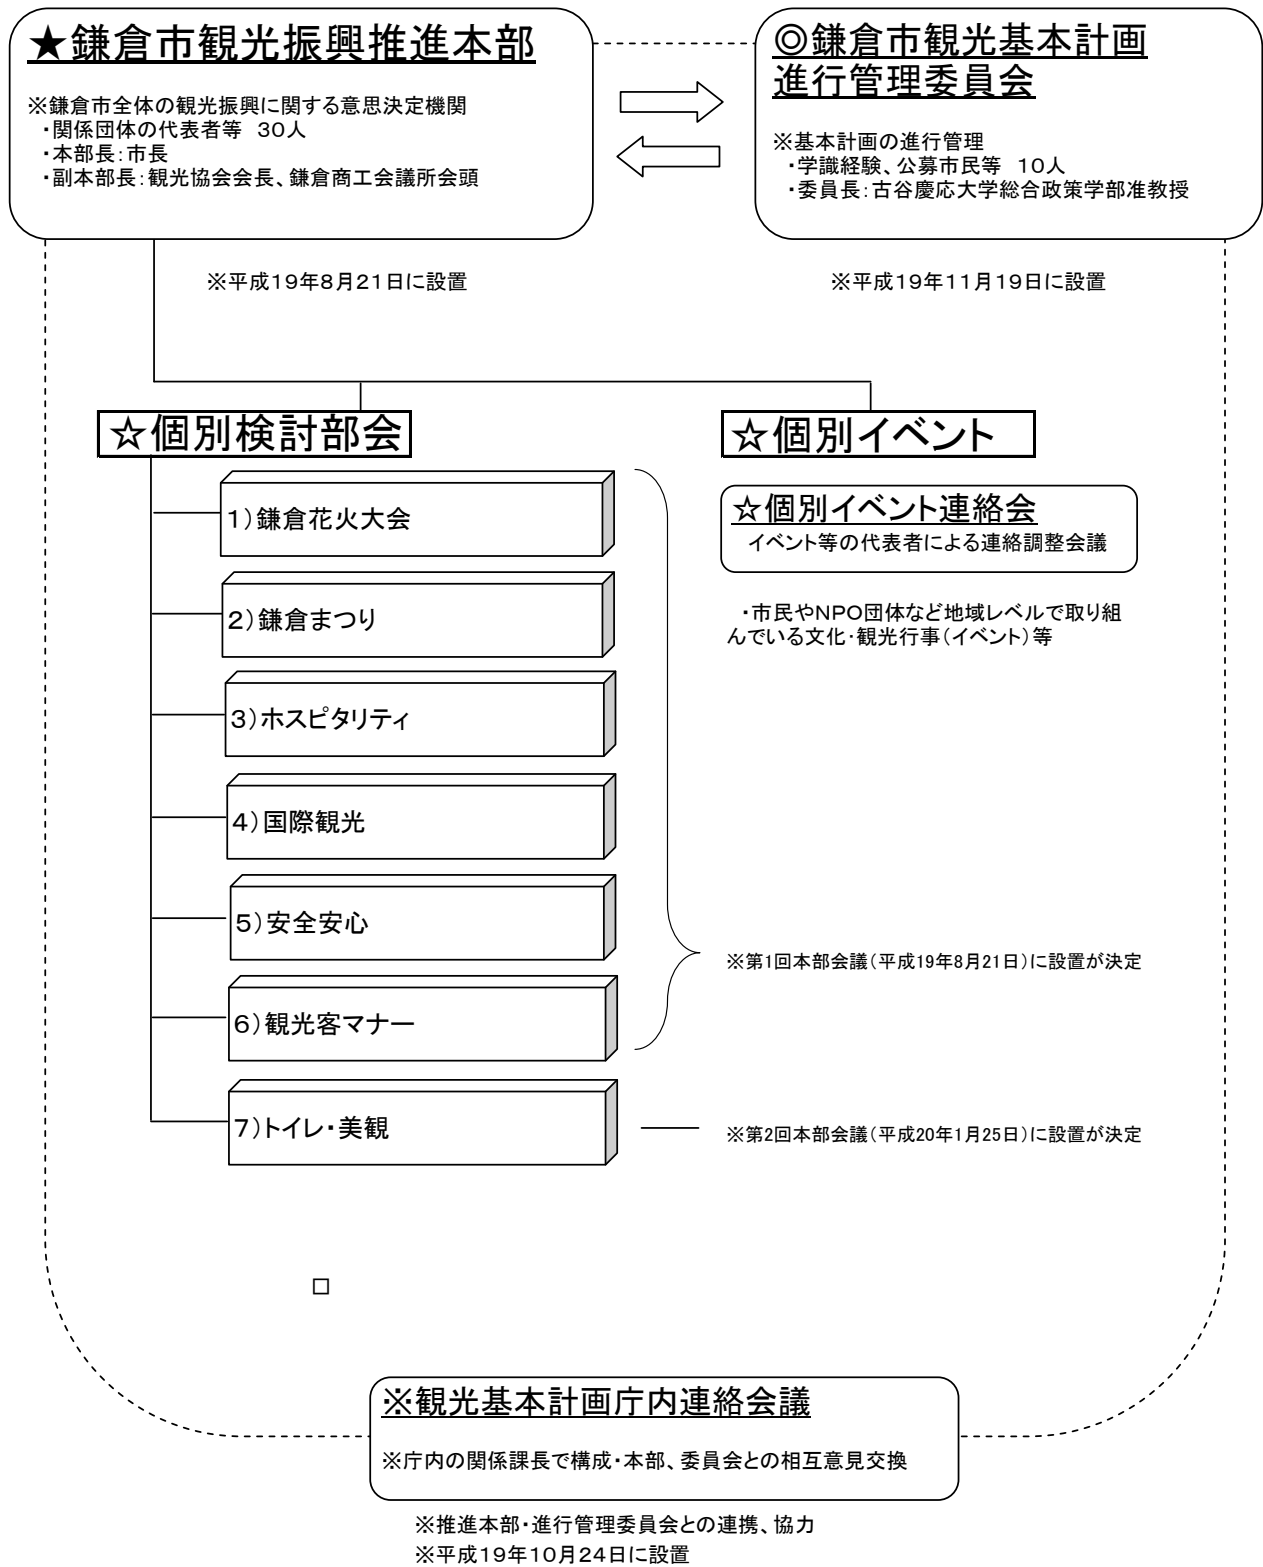 ★鎌倉市観光振興推進本部
※鎌倉市全体の観光振興に関する意思決定機関
・関係団体の代表者等　30人
・本部長：市長
・副本部長：観光協会会長、鎌倉商工会議所会頭
◎鎌倉市観光基本計画
進行管理委員会
※基本計画の進行管理
・学識経験、公募市民等　10人
・委員長：古谷慶応大学総合政策学部准教授
※平成19年8月21日に設置
※平成19年11月19日に設置
☆個別検討部会
1)鎌倉花火大会
2)鎌倉まつり
3)ホスピタリティ
4)国際観光
5)安全安心
6)観光客マナー
7)トイレ・美観
☆個別イベント
☆個別イベント連絡会
イベント等の代表者による連絡調整会議
・市民やNPO団体など地域レベルで取り組
んでいる文化・観光行事（イベント）等
※第1回本部会議（平成19年8月21日）に設置が決定
※第2回本部会議（平成20年1月25日）に設置が決定
※観光基本計画庁内連絡会議
※庁内の関係課長で構成・本部、委員会との相互意見交換
※推進本部・進行管理委員会との連携、協力
※平成19年10月24日に設置